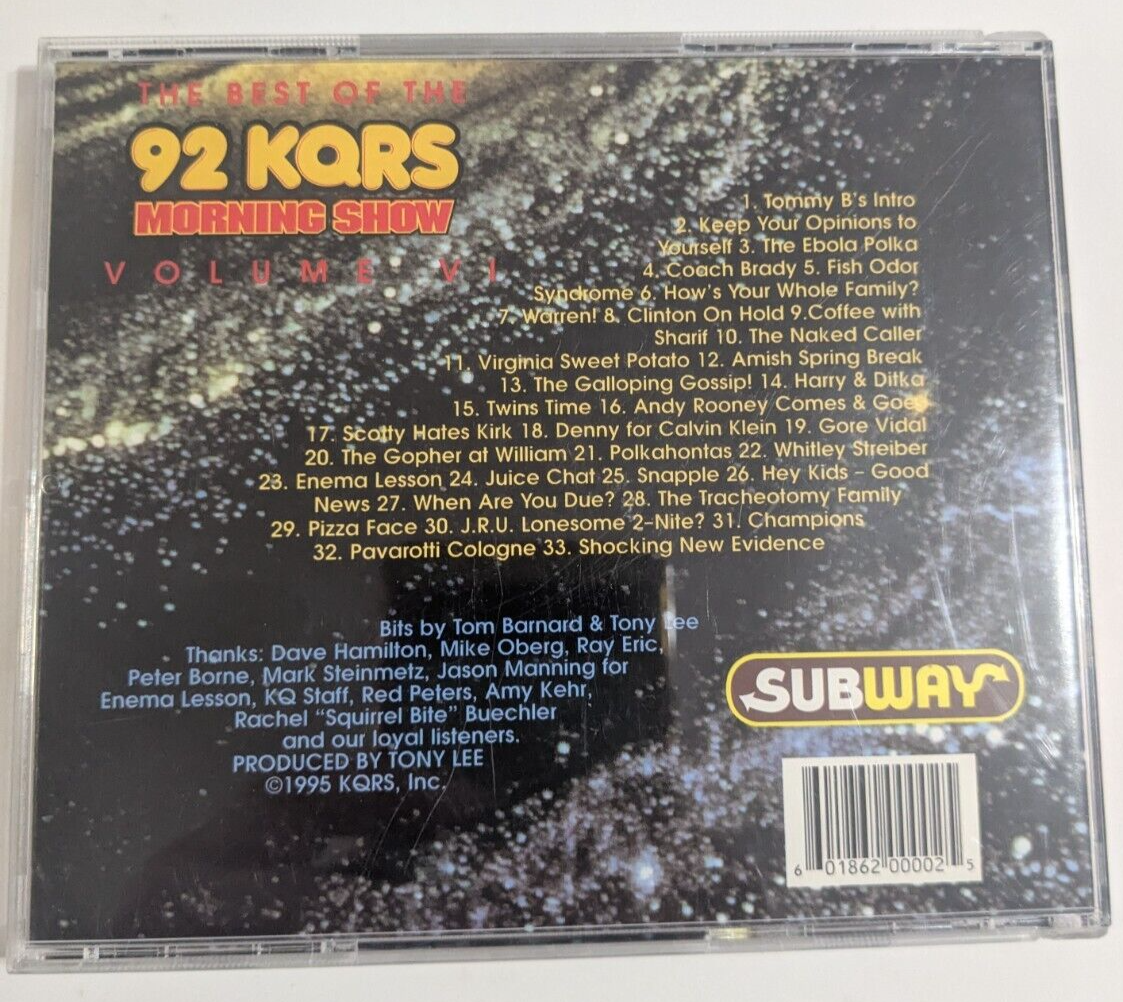 THE BEST OF THE
92 KQRS
MORNING SHOW
VOLUME VI
1. Tommy B's Intro
2. Keep Your Opinions to
Yourself 3. The Ebola Polka
4. Coach Brady 5. Fish Odor
Syndrome 6. How's Your Whole Family?
7. Warren! 8. Clinton On Hold 9.Coffee with
Sharif 10. The Naked Caller
11. Virginia Sweet Potato 12. Amish Spring Break
13. The Galloping Gossip! 14. Harry & Ditka
15. Twins Time 16. Andy Rooney Comes & Goes
17. Scotty Hates Kirk 18. Denny for Calvin Klein 19. Gore Vidal
20. The Gopher at William 21. Polkahontas 22. Whitley Streiber
23. Enema Lesson 24. Juice Chat 25. Snapple 26. Hey Kids - Good
News 27. When Are You Due? 28. The Tracheotomy Family
29. Pizza Face 30. J.R.U. Lonesome 2-Nite? 31. Champions
32. Pavarotti Cologne 33. Shocking New Evidence
Bits by Tom Barnard & Tony Lee
Thanks: Dave Hamilton, Mike Oberg, Ray Eric,
Peter Borne, Mark Steinmetz, Jason Manning for
Enema Lesson, KQ Staff, Red Peters, Amy Kehr,
Rachel "Squirrel Bite" Buechler
and our loyal listeners.
PRODUCED BY TONY LEE
©1995 KQRS, Inc.
SUBWAY
6 01862 00002 5